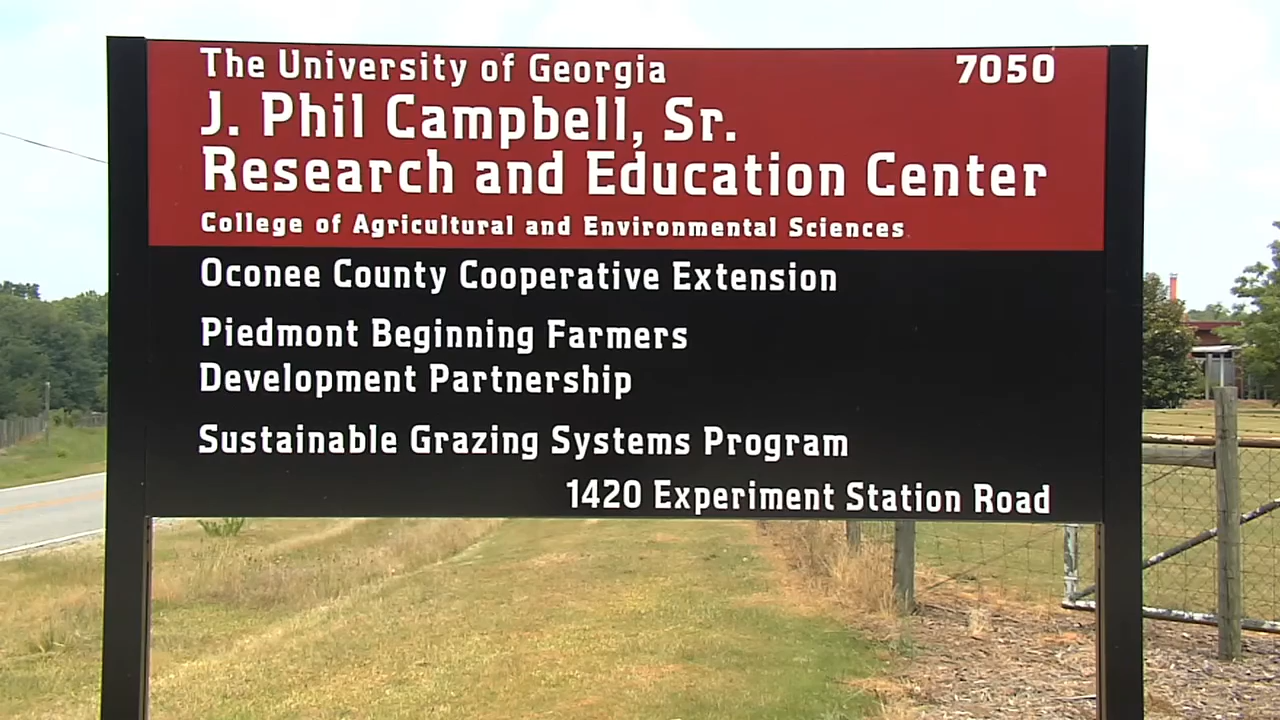 The University of Georgia 7050
J. Phil Campbell, Sr.
Research and Education Center
College of Agricultural and Environmental Sciences
Oconee County Cooperative Extension
Piedmont Beginning Farmers
Development Partnership
Sustainable Grazing Systems Program
1420 Experiment Station Road